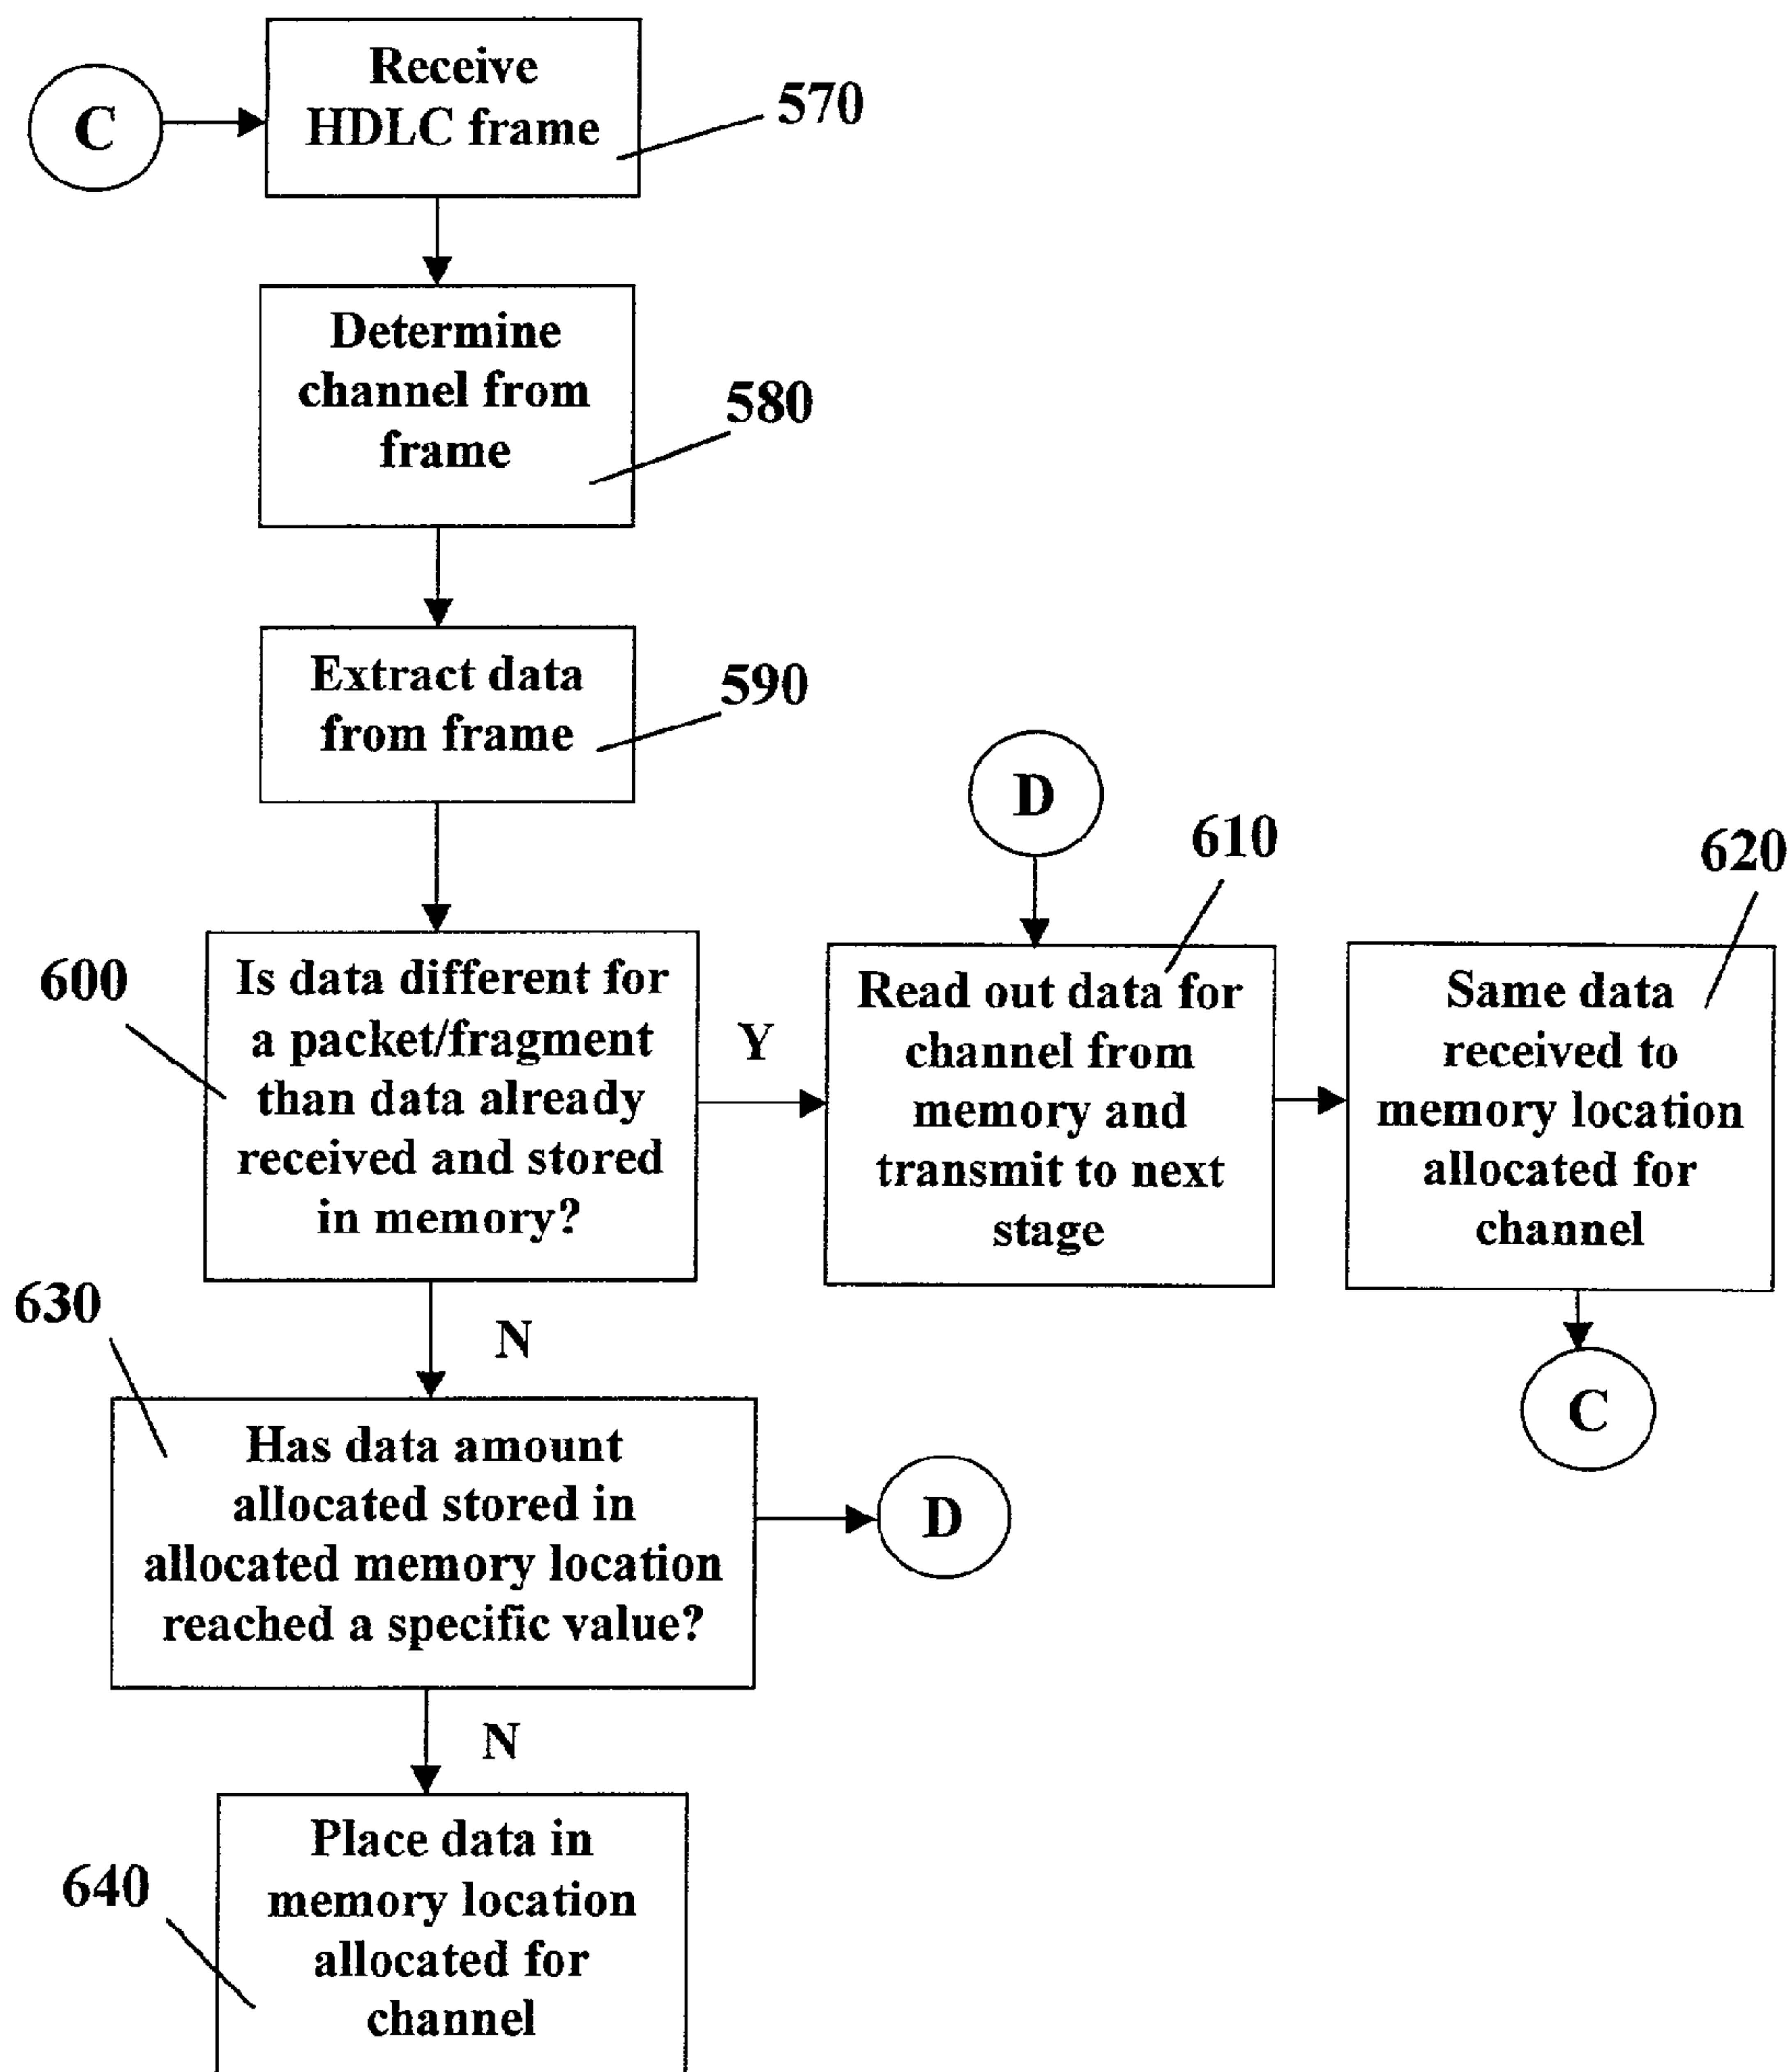 C
Receive
HDLC frame
570
Determine
channel from
frame
580
Extract data
from frame
590
D
610
620
600
Is data different for
a packet/fragment
than data already
received and stored
in memory?
Y
Read out data for
channel from
memory and
transmit to next
stage
Same data
received to
memory location
allocated for
channel
C
630
N
Has data amount
allocated stored in
allocated memory location
reached a specific value?
D
N
640
Place data in
memory location
allocated for
channel